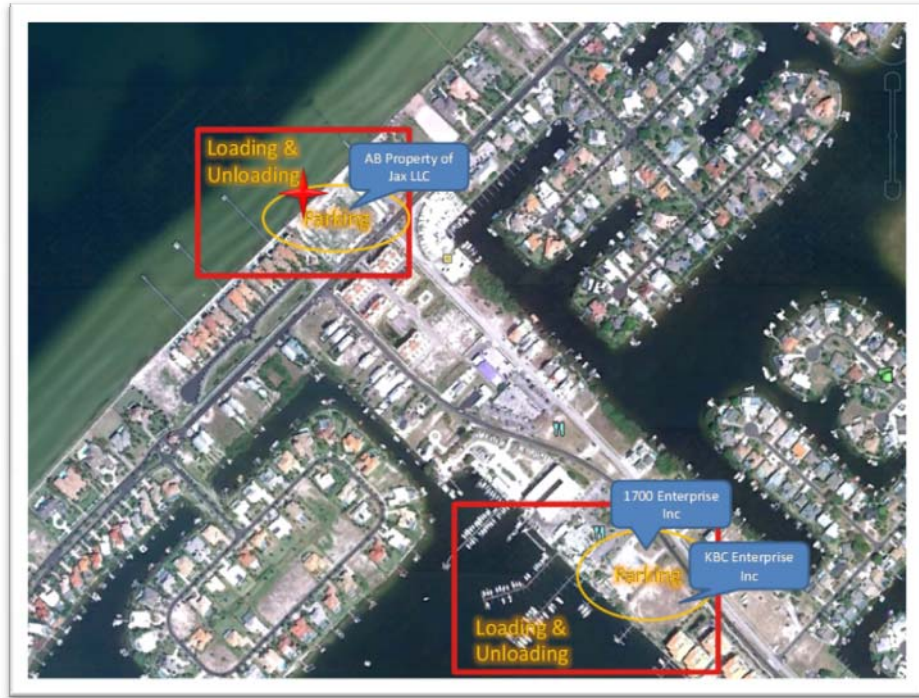 Loading &
Unloading
AB Property of
Jax LLC
Parking
1700 Enterprise
Inc
KBC Enterprise
Inc
Parking
Loading &
Unloading